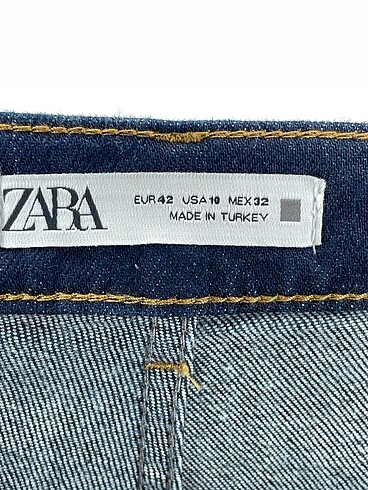 ZARA
EUR 42 USA 10 MEX 32
MADE IN TURKEY